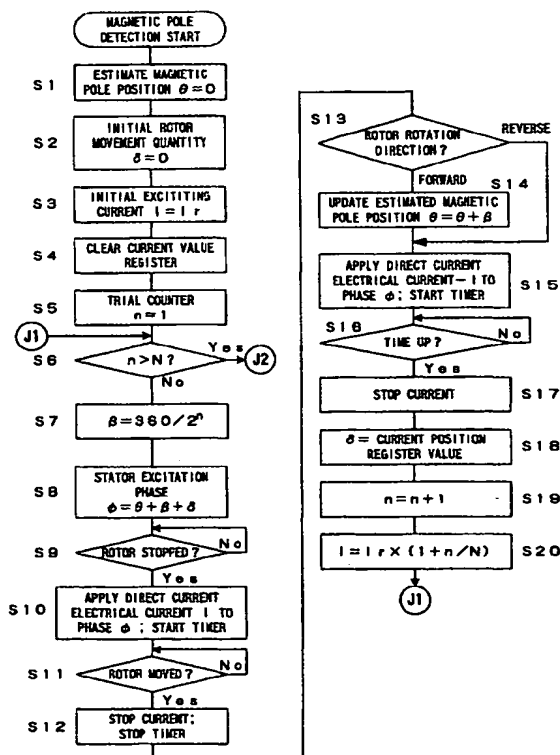 MAGNETIC POLE
DETECTION START
S1
ESTIMATE MAGNETIC
POLE POSITION θ=0
S2
INITIAL ROTOR
MOVEMENT QUANTITY
δ=0
S3
INITIAL EXCITITING
CURRENT I=Ir
S4
CLEAR CURRENT VALUE
REGISTER
S5
TRIAL COUNTER
n=1
J1
S6
n>N?
Yes
J2
No
S7
β=360/2ⁿ
S8
STATOR EXCITATION
PHASE
φ=θ+β+δ
S9
ROTOR STOPPED?
No
Yes
S10
APPLY DIRECT CURRENT
ELECTRICAL CURRENT I TO
PHASE φ ; START TIMER
S11
ROTOR MOVED?
No
Yes
S12
STOP CURRENT;
STOP TIMER
S13
ROTOR ROTATION
DIRECTION?
REVERSE
FORWARD
S14
UPDATE ESTIMATED MAGNETIC
POLE POSITION θ=θ+β
APPLY DIRECT CURRENT
ELECTRICAL CURRENT-I TO
PHASE φ; START TIMER
S15
S16
TIME UP?
No
Yes
STOP CURRENT
S17
δ= CURRENT POSITION
REGISTER VALUE
S18
n=n+1
S19
I=Ir×(1+n/N)
S20
J1